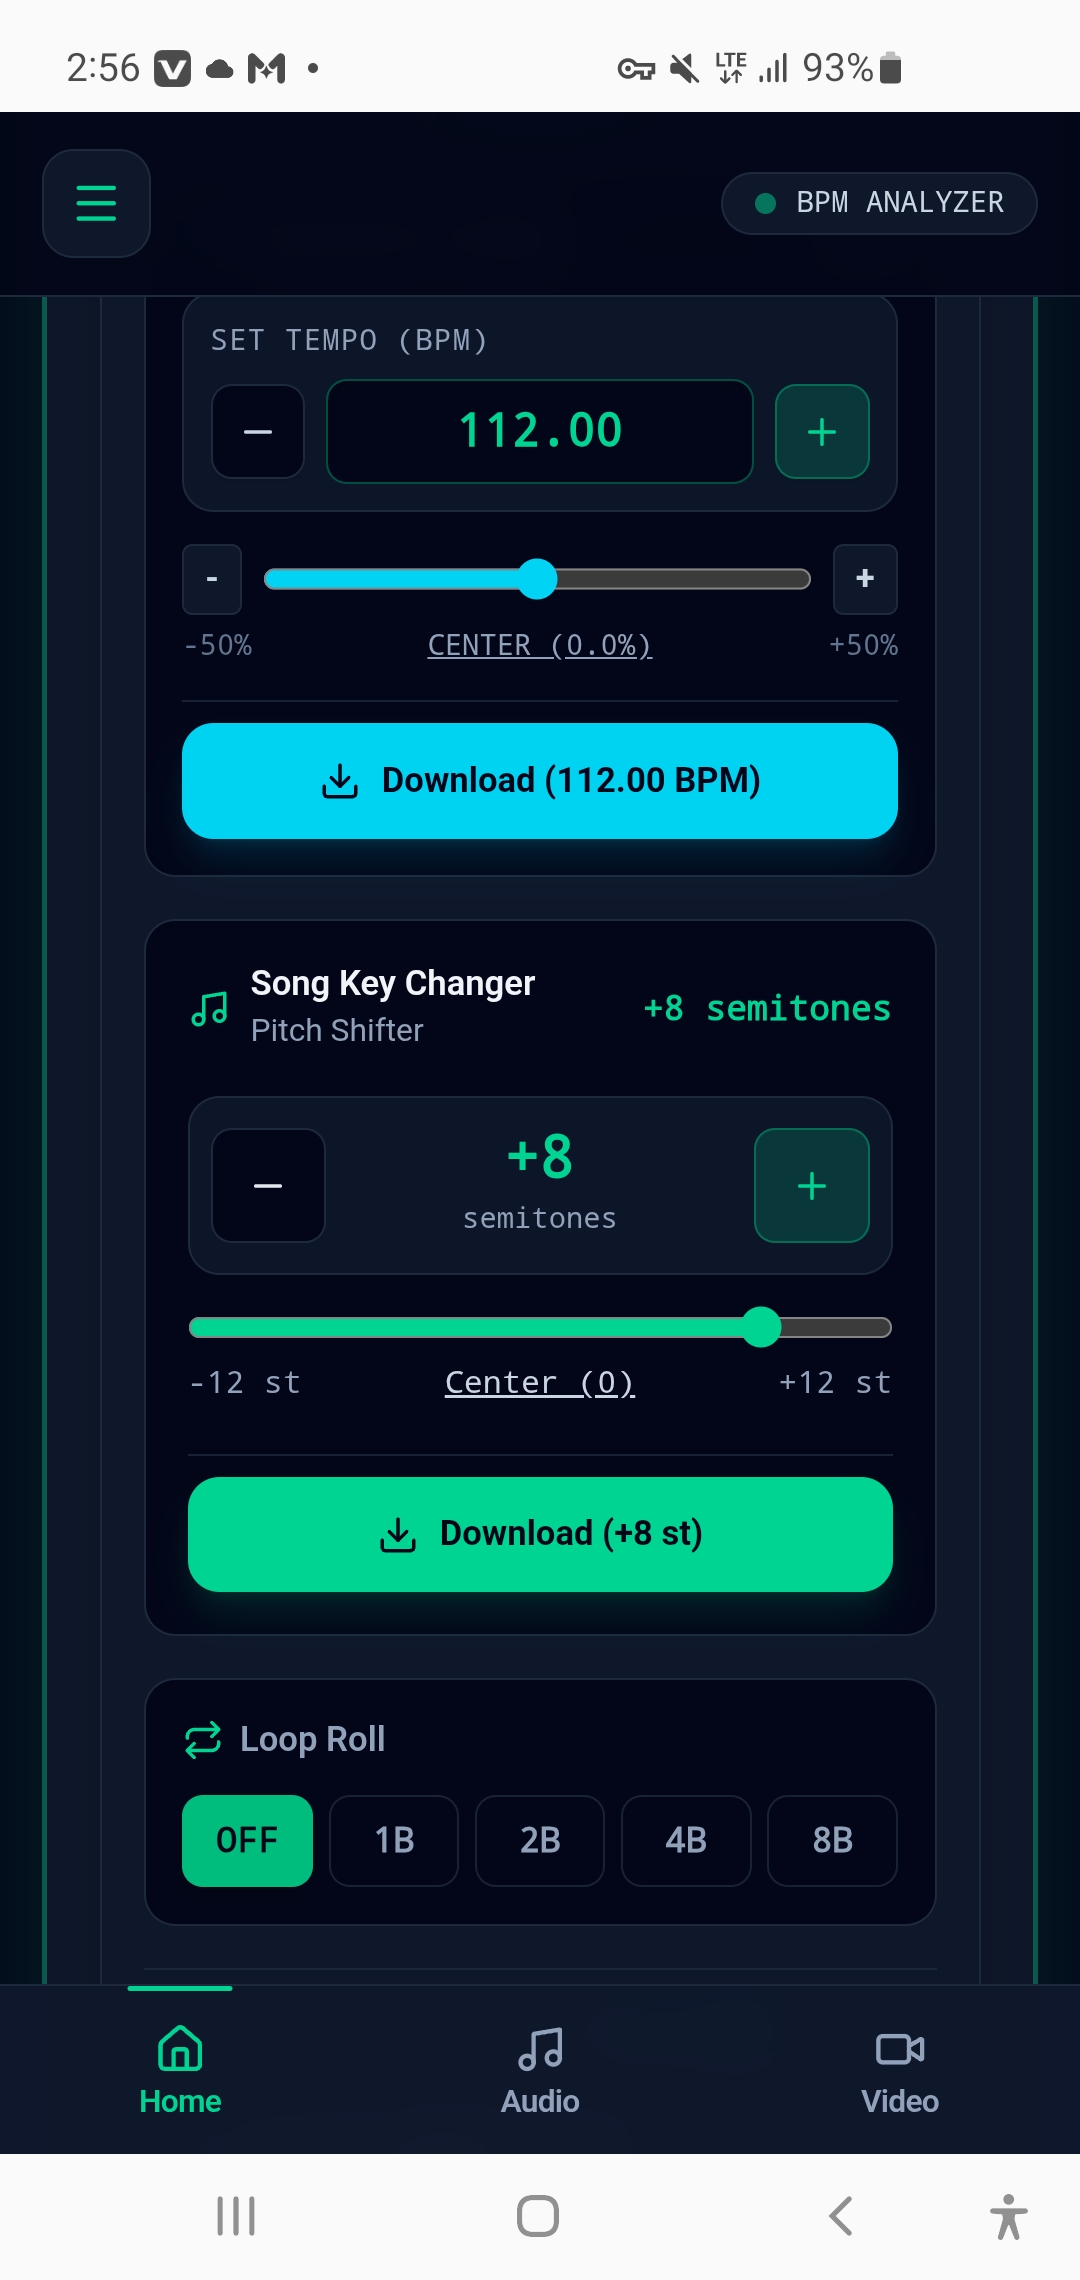 2:56
LTE
93%
BPM ANALYZER
SET TEMPO (BPM)
112.00
-
+
-50%
CENTER (0.0%)
+50%
Download (112.00 BPM)
Song Key Changer
Pitch Shifter
+8 semitones
+8
semitones
-12 st
Center (0)
+12 st
Download (+8 st)
Loop Roll
OFF
1B
2B
4B
8B
Home
Audio
Video